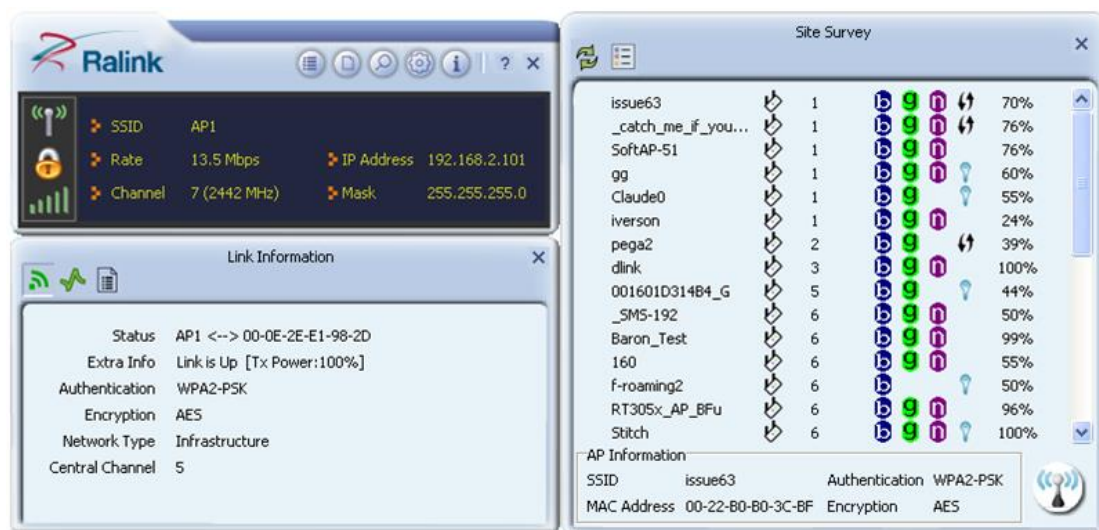 Ralink
?
SSID AP1
Rate 13.5 Mbps IP Address 192.168.2.101
Channel 7 (2442 MHz) Mask 255.255.255.0
Link Information
Status AP1 <--> 00-0E-2E-E1-98-2D
Extra Info Link is Up [Tx Power:100%]
Authentication WPA2-PSK
Encryption AES
Network Type Infrastructure
Central Channel 5
Site Survey
issue63 1 b g n 70%
_catch_me_if_you... 1 b g n 76%
SoftAP-51 1 b g n 76%
gg 1 b g n 60%
Claude0 1 b g 55%
iverson 1 b g n 24%
pega2 2 b g 39%
dlink 3 b g n 100%
001601D314B4_G 5 b g 44%
_SMS-192 6 b g n 50%
Baron_Test 6 b g n 99%
160 6 b g n 55%
f-roaming2 6 b 50%
RT305x_AP_BFu 6 b g n 96%
Stitch 6 b g n 100%
AP Information
SSID issue63 Authentication WPA2-PSK
MAC Address 00-22-B0-B0-3C-BF Encryption AES